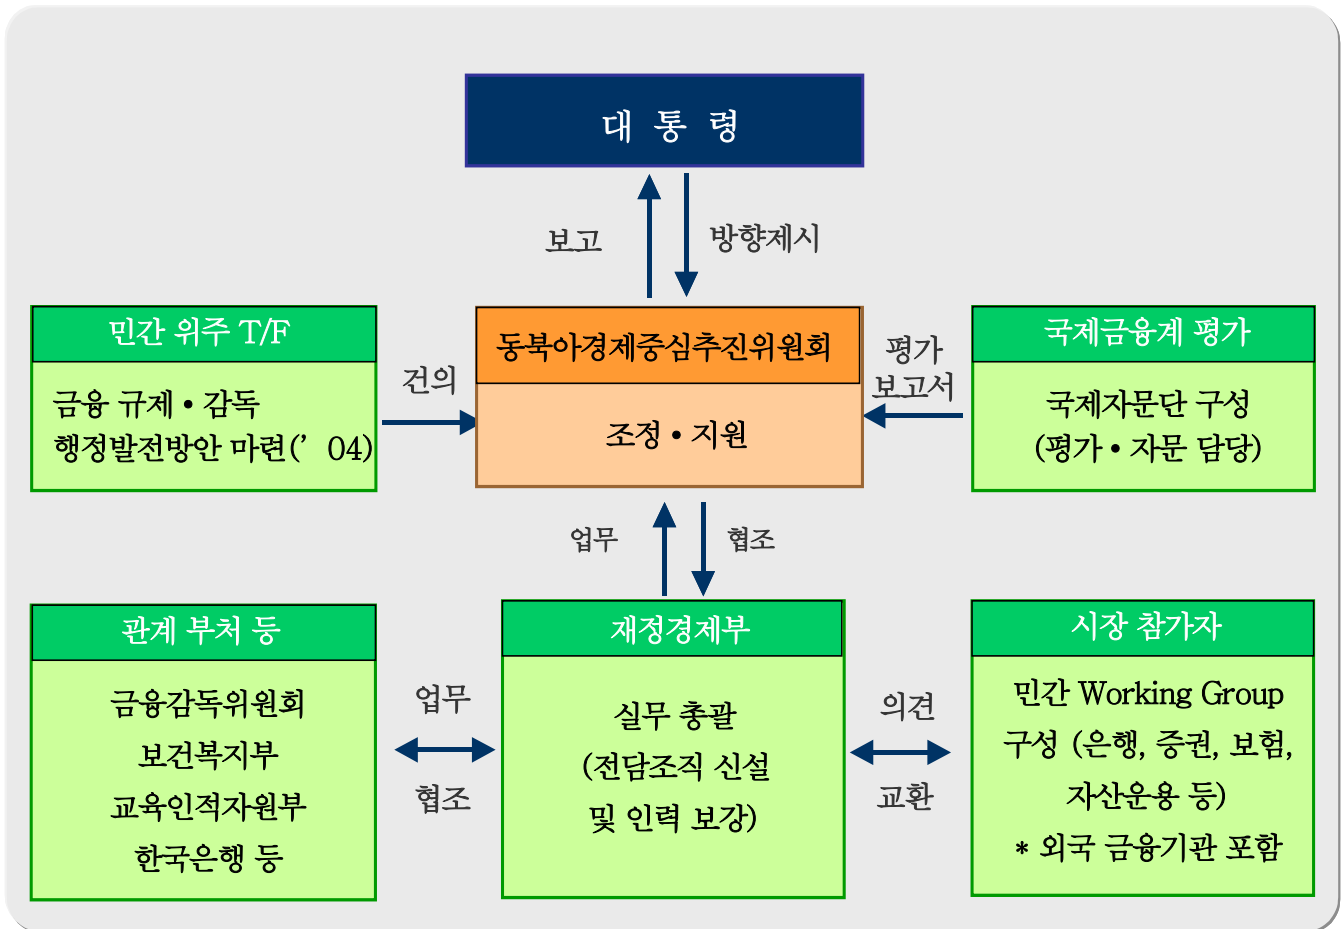 대 통 령
보고
방향제시
민간 위주 T/F
금융 규제 • 감독
행정발전방안 마련(’ 04)
건의
동북아경제중심추진위원회
조정 • 지원
평가
보고서
국제금융계 평가
국제자문단 구성
(평가 • 자문 담당)
업무
협조
관계 부처 등
금융감독위원회
보건복지부
교육인적자원부
한국은행 등
업무
협조
재정경제부
실무 총괄
(전담조직 신설
및 인력 보강)
의견
교환
시장 참가자
민간 Working Group
구성 (은행, 증권, 보험,
자산운용 등)
* 외국 금융기관 포함